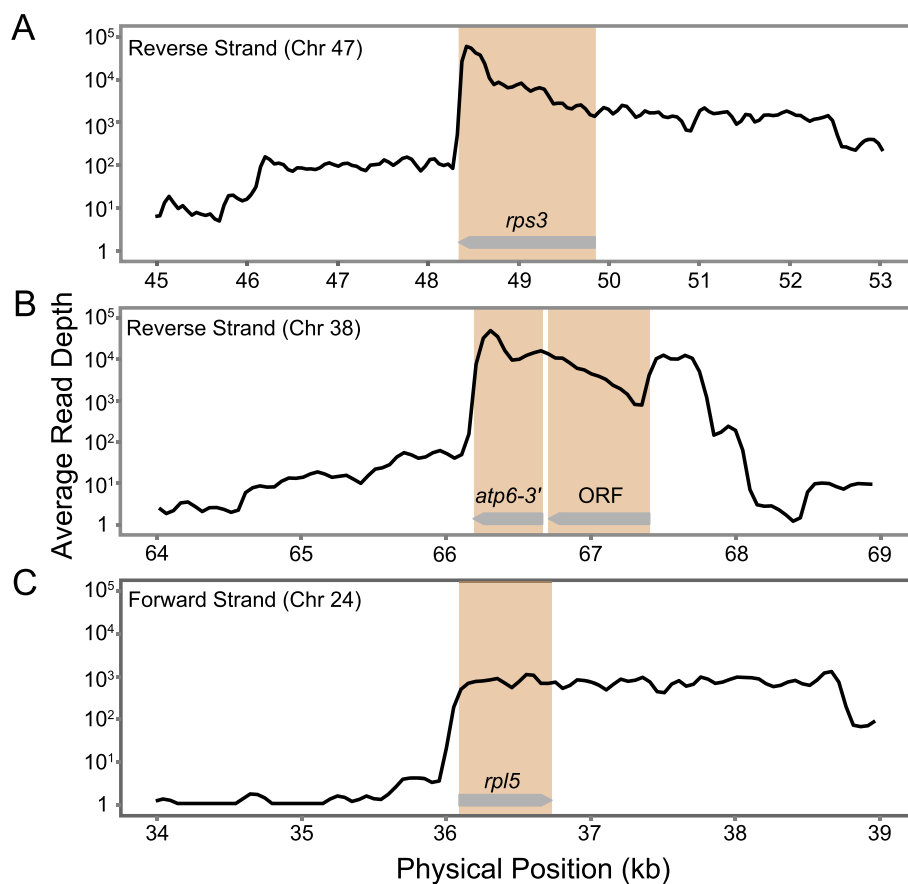 A
Reverse Strand (Chr 47)
10⁵
10⁴
10³
10²
10¹
1
rps3
45 46 47 48 49 50 51 52 53
B
Reverse Strand (Chr 38)
10⁵
10⁴
10³
10²
10¹
1
atp6-3' ORF
64 65 66 67 68 69
Average Read Depth
C
Forward Strand (Chr 24)
10⁵
10⁴
10³
10²
10¹
1
rpl5
34 35 36 37 38 39
Physical Position (kb)